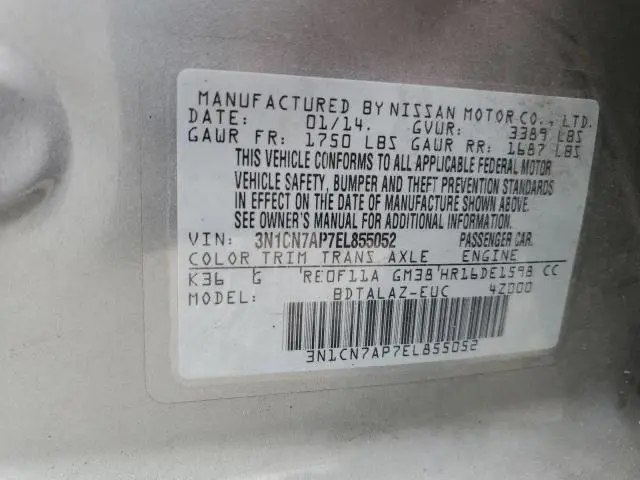 MANUFACTURED BY NISSAN MOTOR CO., LTD.
DATE: 01/14. GVWR: 3389 LBS
GAWR FR: 1750 LBS GAWR RR: 1687 LBS
THIS VEHICLE CONFORMS TO ALL APPLICABLE FEDERAL MOTOR
VEHICLE SAFETY, BUMPER AND THEFT PREVENTION STANDARDS
IN EFFECT ON THE DATE OF MANUFACTURE SHOWN ABOVE.
SEE OWNER'S MANUAL FOR ADDITIONAL INFORMATION.
VIN: 3N1CN7AP7EL855052 PASSENGER CAR.
COLOR TRIM TRANS AXLE ENGINE
K36 G RE0F11A GM38 HR16DE1598 CC
MODEL: BDTALAZ-EUC 4Z000
3N1CN7AP7EL855052